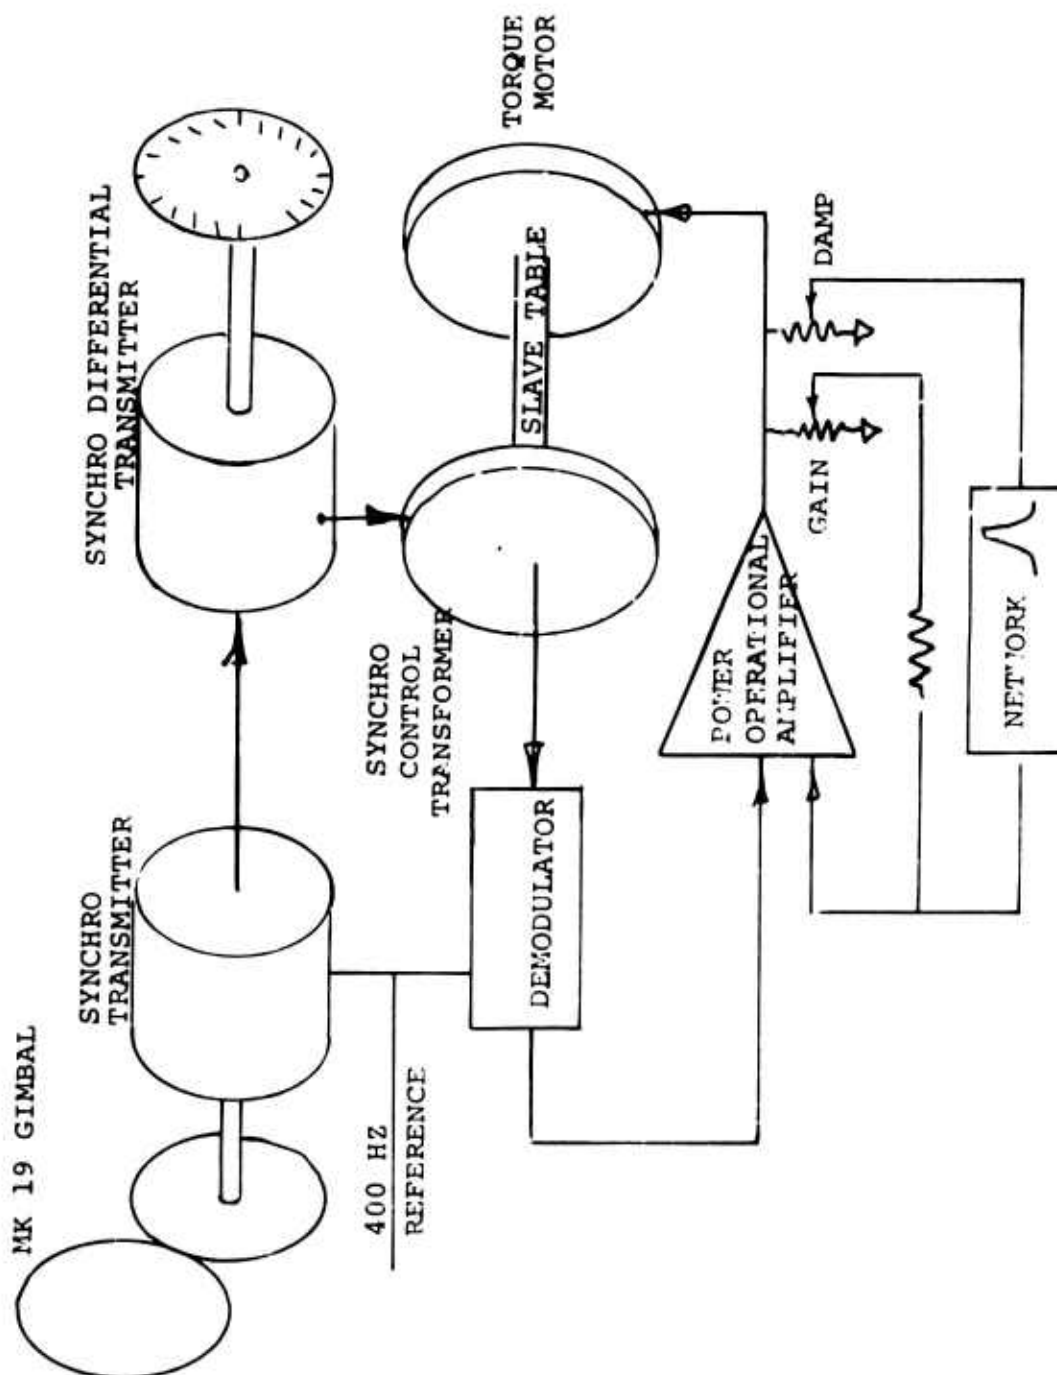 MK 19 GIMBAL
SYNCHRO
TRANSMITTER
SYNCHRO DIFFERENTIAL
TRANSMITTER
400 HZ
REFERENCE
SYNCHRO
CONTROL
TRANSFORMER
SLAVE TABLE
TORQUE
MOTOR
DEMODULATOR
POWER
OPERATIONAL
AMPLIFIER
GAIN
DAMP
NETWORK